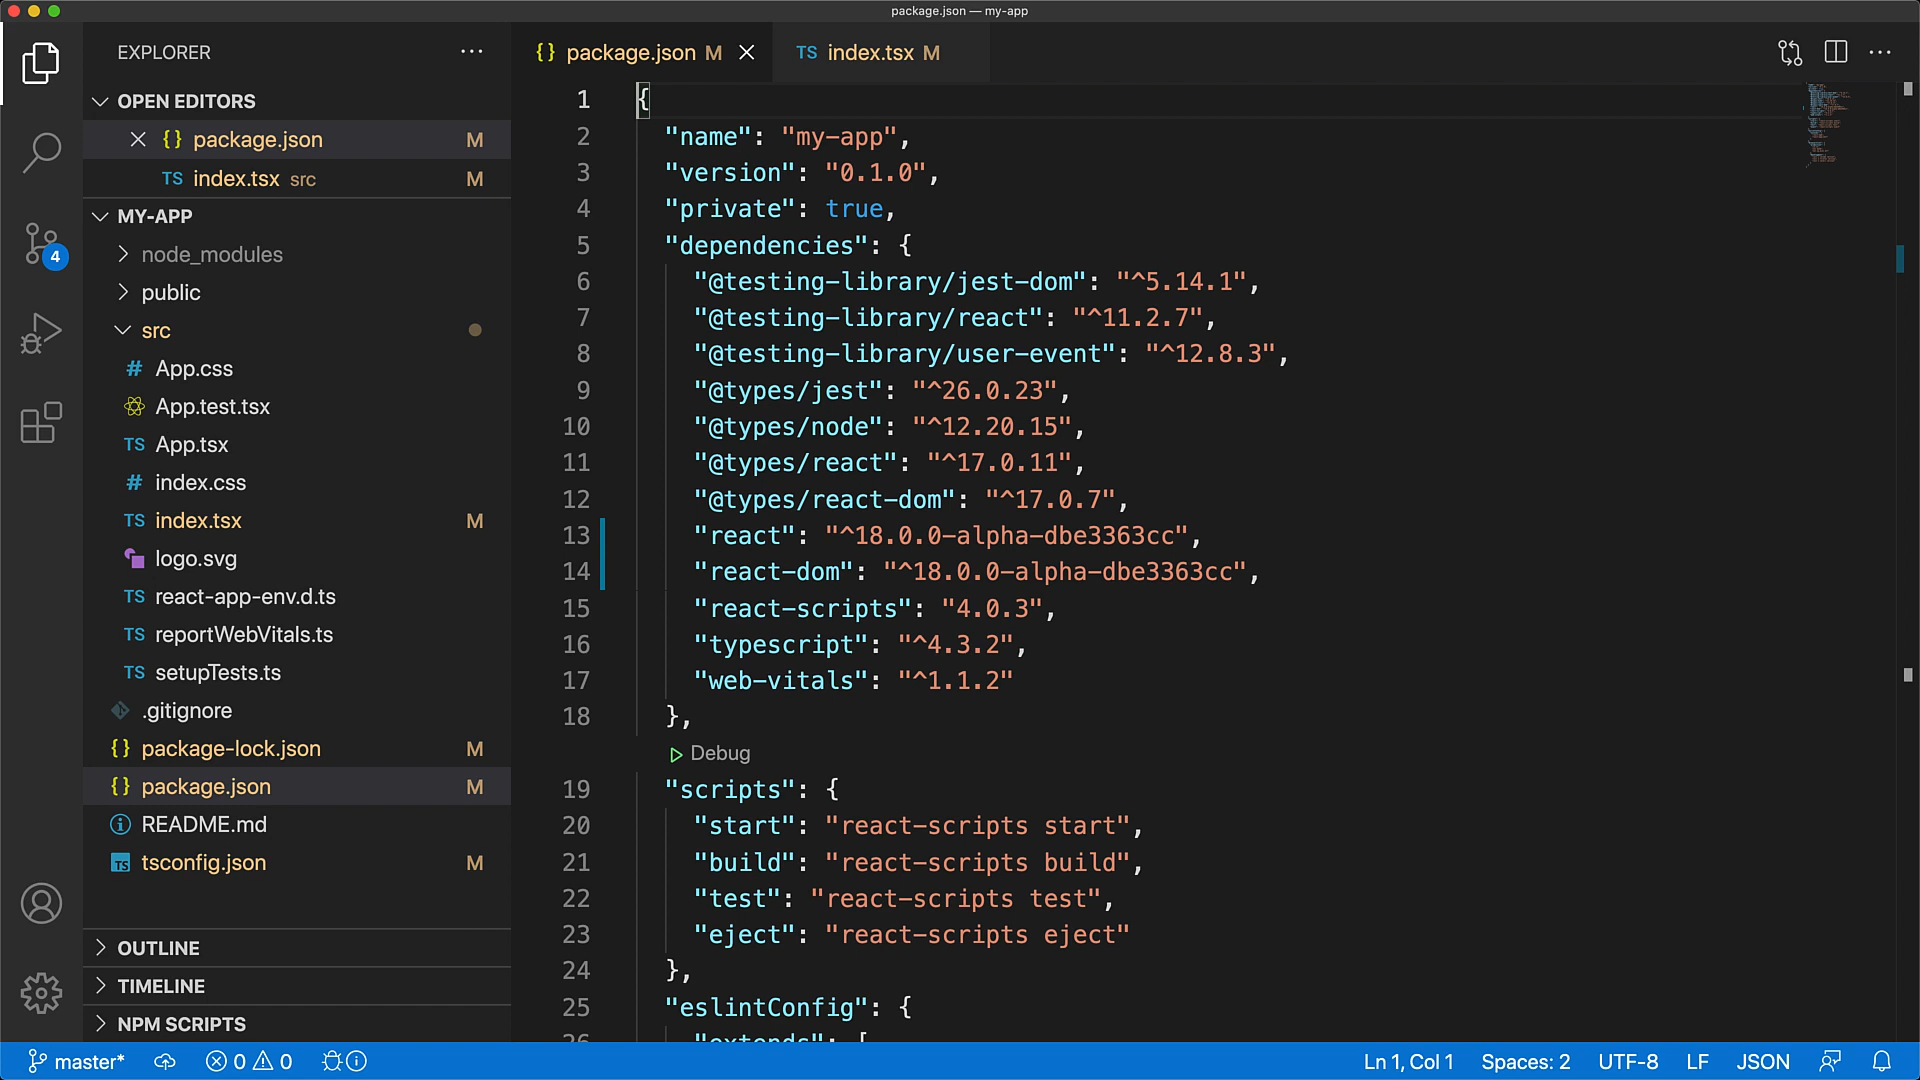 package.json — my-app
EXPLORER
OPEN EDITORS
{} package.json M
TS index.tsx src M
MY-APP
node_modules
public
src
# App.css
App.test.tsx
TS App.tsx
# index.css
TS index.tsx M
logo.svg
TS react-app-env.d.ts
TS reportWebVitals.ts
TS setupTests.ts
.gitignore
{} package-lock.json M
{} package.json M
README.md
TS tsconfig.json M
OUTLINE
TIMELINE
NPM SCRIPTS
4
{} package.json M
TS index.tsx M
1 {
2 "name": "my-app",
3 "version": "0.1.0",
4 "private": true,
5 "dependencies": {
6 "@testing-library/jest-dom": "^5.14.1",
7 "@testing-library/react": "^11.2.7",
8 "@testing-library/user-event": "^12.8.3",
9 "@types/jest": "^26.0.23",
10 "@types/node": "^12.20.15",
11 "@types/react": "^17.0.11",
12 "@types/react-dom": "^17.0.7",
13 "react": "^18.0.0-alpha-dbe3363cc",
14 "react-dom": "^18.0.0-alpha-dbe3363cc",
15 "react-scripts": "4.0.3",
16 "typescript": "^4.3.2",
17 "web-vitals": "^1.1.2"
18 },
Debug
19 "scripts": {
20 "start": "react-scripts start",
21 "build": "react-scripts build",
22 "test": "react-scripts test",
23 "eject": "react-scripts eject"
24 },
25 "eslintConfig": {
26 "extends": [
master* 0 0
Ln 1, Col 1 Spaces: 2 UTF-8 LF JSON